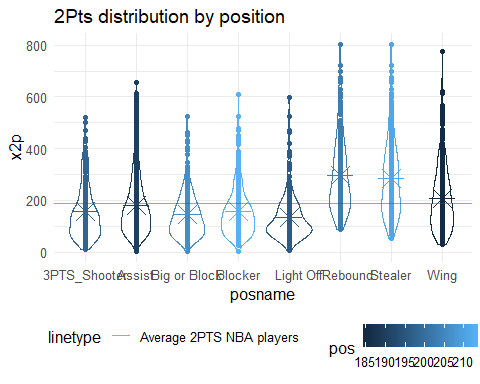 2Pts distribution by position
800
600
400
200
0
x2p
3PTS_Shooter Assist Big or Block Blocker Light Off Rebound Stealer Wing
posname
linetype Average 2PTS NBA players pos
185 190 195 200 205 210